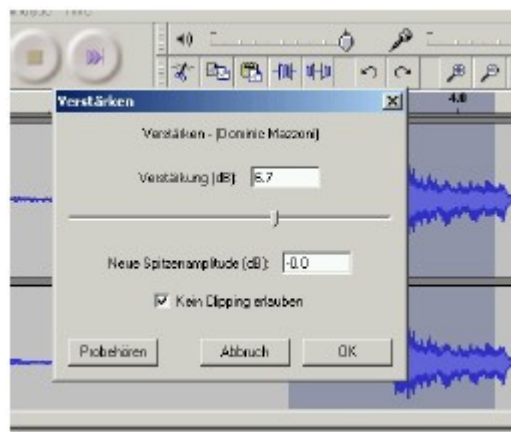 4.0
Verstärken
Verstärken - [Dominic Mazzoni]
Verstärkung (dB): 6.7
Neue Spitzenamplitude (dB): -0.0
Kein Clipping erlauben
Probehören
Abbruch
OK